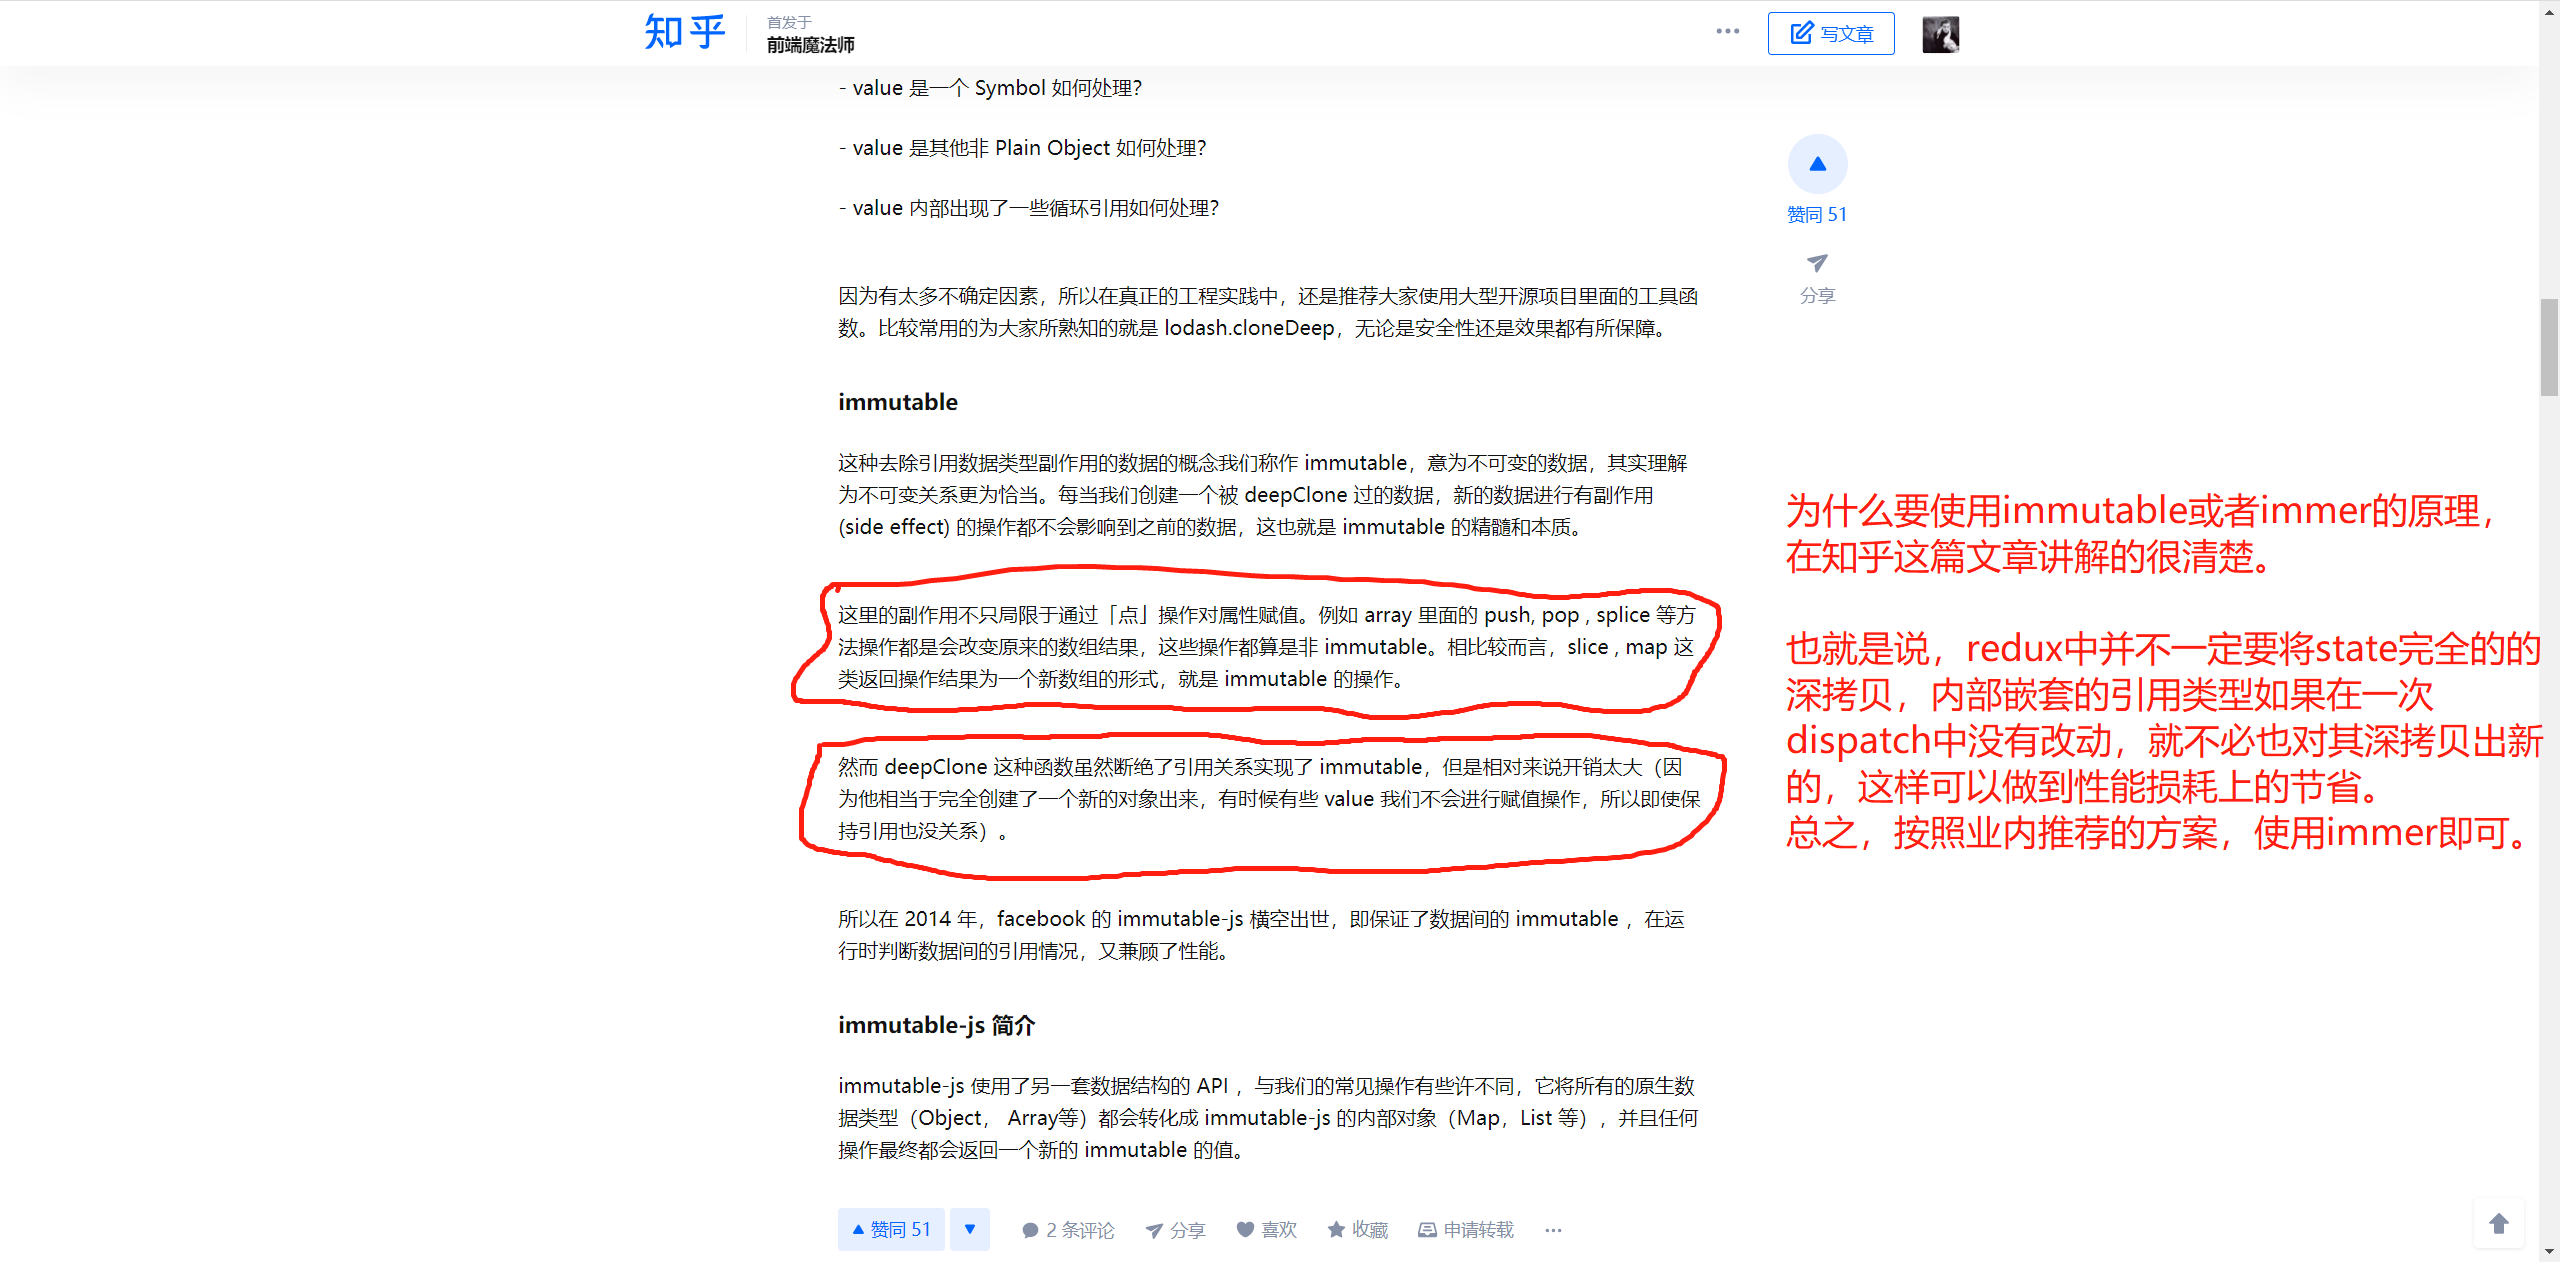 知乎
首发于
前端魔法师
写文章
- value 是一个 Symbol 如何处理？
- value 是其他非 Plain Object 如何处理？
- value 内部出现了一些循环引用如何处理？
赞同 51
分享
因为有太多不确定因素，所以在真正的工程实践中，还是推荐大家使用大型开源项目里面的工具函
数。比较常用的为大家所熟知的就是 lodash.cloneDeep，无论是安全性还是效果都有所保障。
immutable
这种去除引用数据类型副作用的数据的概念我们称作 immutable，意为不可变的数据，其实理解
为不可变关系更为恰当。每当我们创建一个被 deepClone 过的数据，新的数据进行有副作用
(side effect) 的操作都不会影响到之前的数据，这也就是 immutable 的精髓和本质。
这里的副作用不只局限于通过「点」操作对属性赋值。例如 array 里面的 push, pop , splice 等方
法操作都是会改变原来的数组结果，这些操作都算是非 immutable。相比较而言，slice , map 这
类返回操作结果为一个新数组的形式，就是 immutable 的操作。
然而 deepClone 这种函数虽然断绝了引用关系实现了 immutable，但是相对来说开销太大（因
为他相当于完全创建了一个新的对象出来，有时候有些 value 我们不会进行赋值操作，所以即使保
持引用也没关系）。
所以在 2014 年，facebook 的 immutable-js 横空出世，即保证了数据间的 immutable ，在运
行时判断数据间的引用情况，又兼顾了性能。
immutable-js 简介
immutable-js 使用了另一套数据结构的 API ，与我们的常见操作有些许不同，它将所有的原生数
据类型（Object， Array等）都会转化成 immutable-js 的内部对象（Map，List 等），并且任何
操作最终都会返回一个新的 immutable 的值。
赞同 51
2 条评论
分享
喜欢
收藏
申请转载
为什么要使用immutable或者immer的原理，
在知乎这篇文章讲解的很清楚。
也就是说，redux中并不一定要将state完全的的
深拷贝，内部嵌套的引用类型如果在一次
dispatch中没有改动，就不必也对其深拷贝出新
的，这样可以做到性能损耗上的节省。
总之，按照业内推荐的方案，使用immer即可。